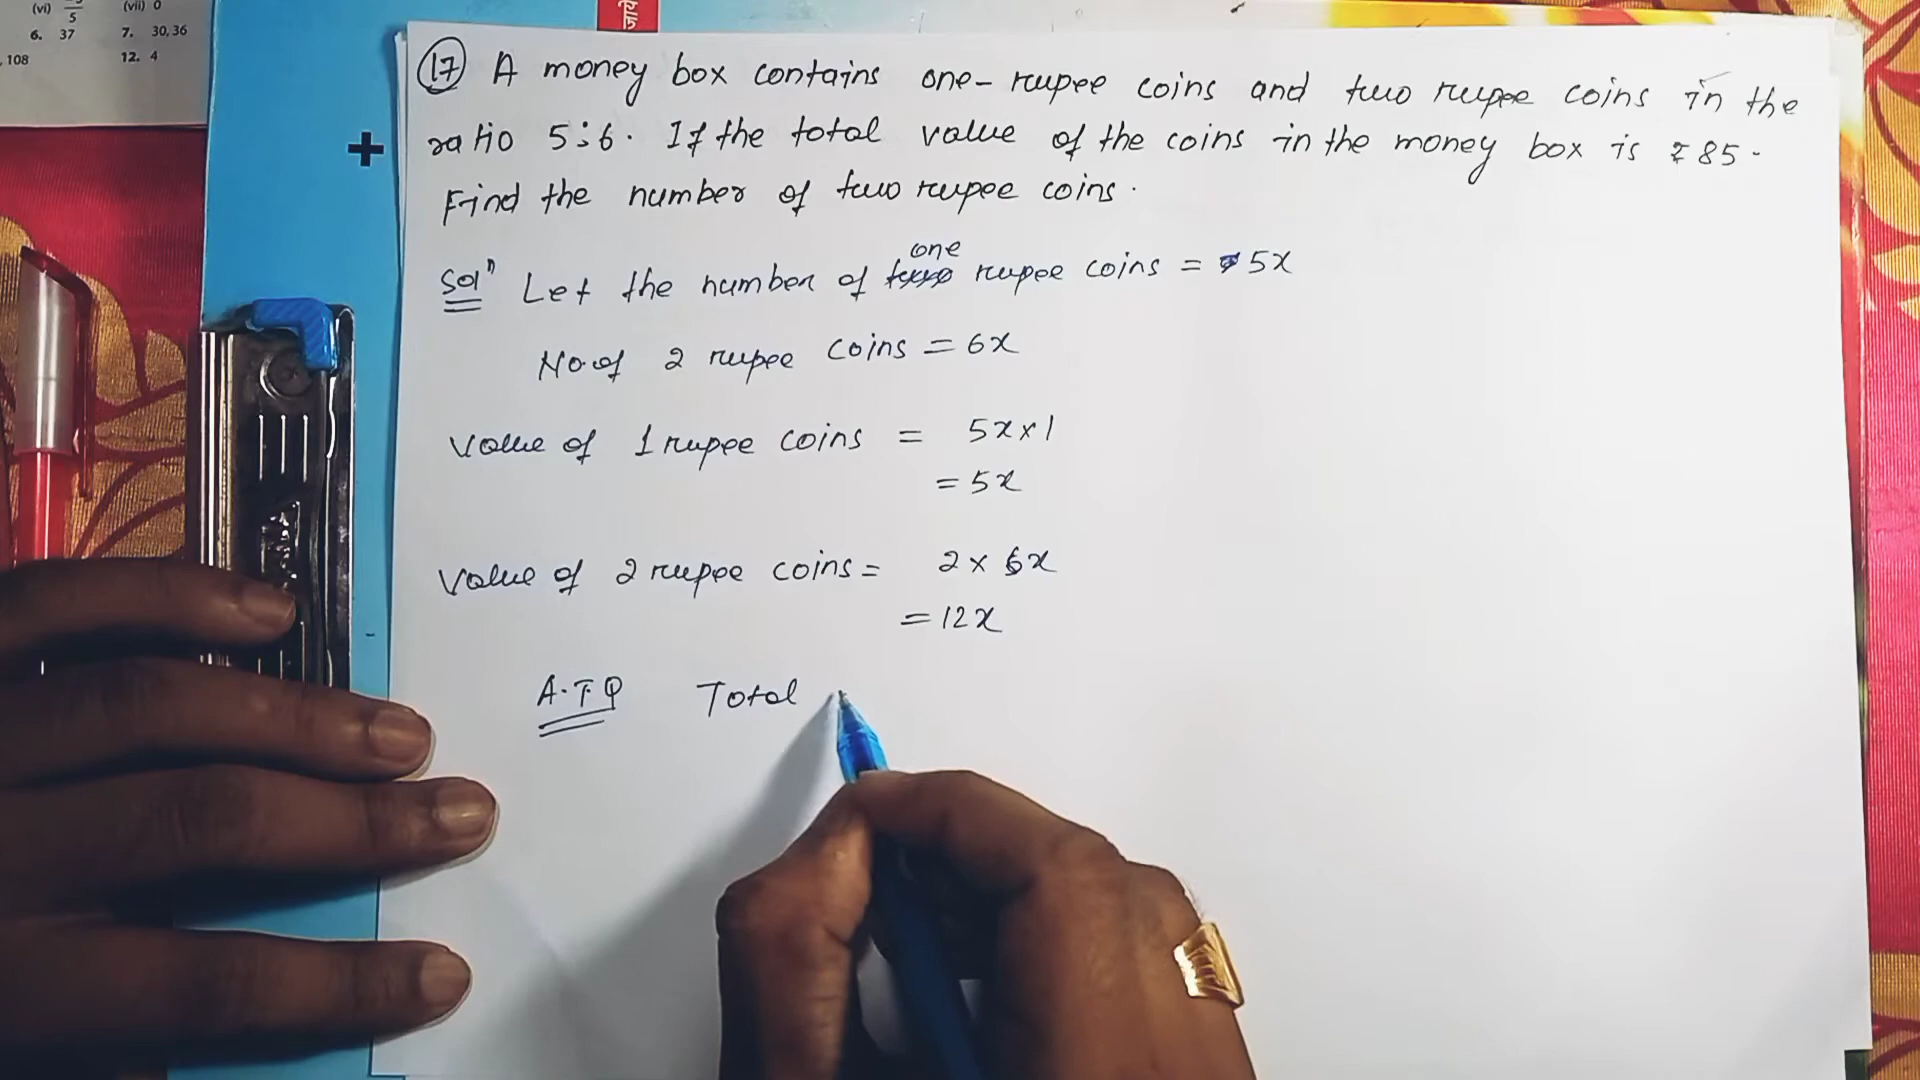 (vi) 5 (vii) 0
6. 37 7. 30, 36
, 108 12. 4
जाये
(17) A money box contains one-rupee coins and two rupee coins in the
ratio 5:6. If the total value of the coins in the money box is ₹85.
Find the number of two rupee coins.
Solⁿ Let the number of one rupee coins = 5x
No. of 2 rupee coins = 6x
Value of 1 rupee coins = 5x×1
= 5x
Value of 2 rupee coins = 2 × 6x
= 12x
A.T.Q Total